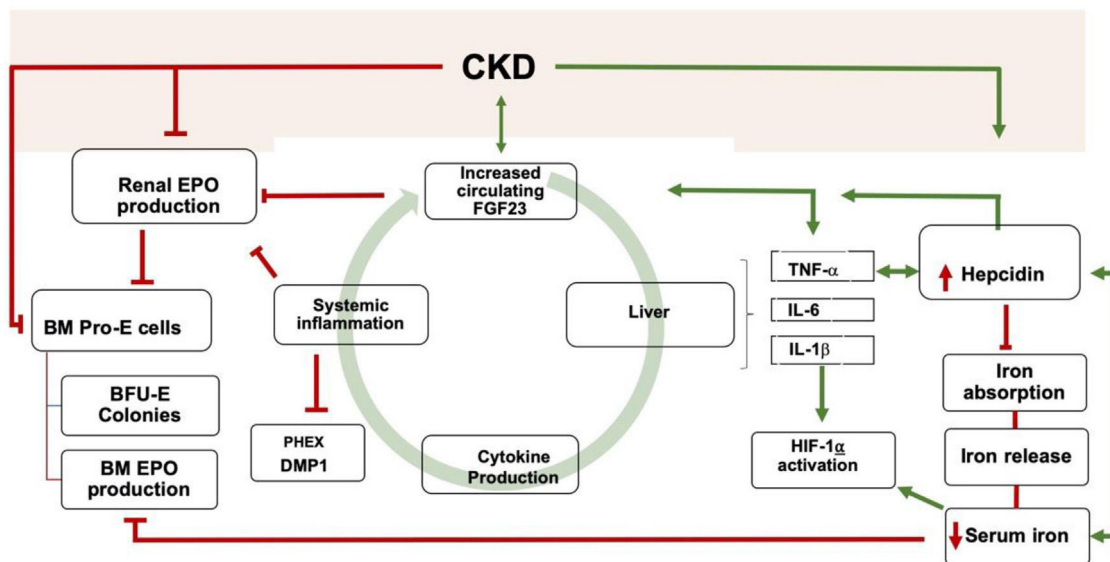 CKD
Renal EPO
production
Increased
circulating
FGF23
BM Pro-E cells
BFU-E
Colonies
BM EPO
production
Systemic
inflammation
PHEX
DMP1
Cytokine
Production
Liver
TNF-α
IL-6
IL-1β
HIF-1α
activation
Hepcidin
Iron
absorption
Iron release
Serum iron